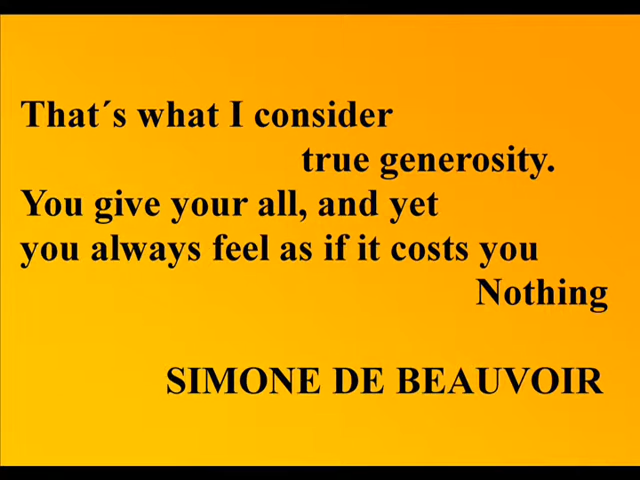 That´s what I consider
true generosity.
You give your all, and yet
you always feel as if it costs you
Nothing
SIMONE DE BEAUVOIR